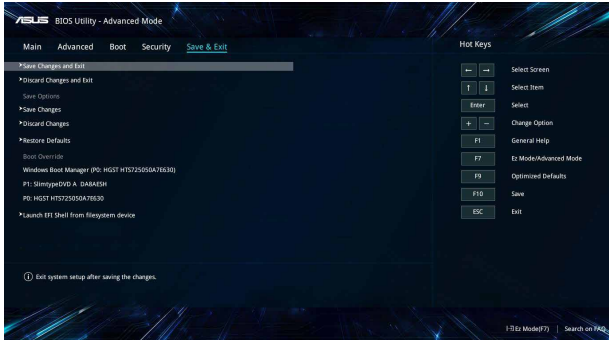 ASUS BIOS Utility - Advanced Mode
Main Advanced Boot Security Save & Exit
Save Changes and Exit
Discard Changes and Exit
Save Options
Save Changes
Discard Changes
Restore Defaults
Boot Override
Windows Boot Manager (P0: HGST HTS725050A7E630)
P1: SlimtypeDVD A DA8AESH
P0: HGST HTS725050A7E630
Launch EFI Shell from filesystem device
Exit system setup after saving the changes.
Hot Keys
← → Select Screen
↑ ↓ Select Item
Enter Select
+ − Change Option
F1 General Help
F7 Ez Mode/Advanced Mode
F9 Optimized Defaults
F10 Save
ESC Exit
Ez Mode(F7) | Search on FAQ